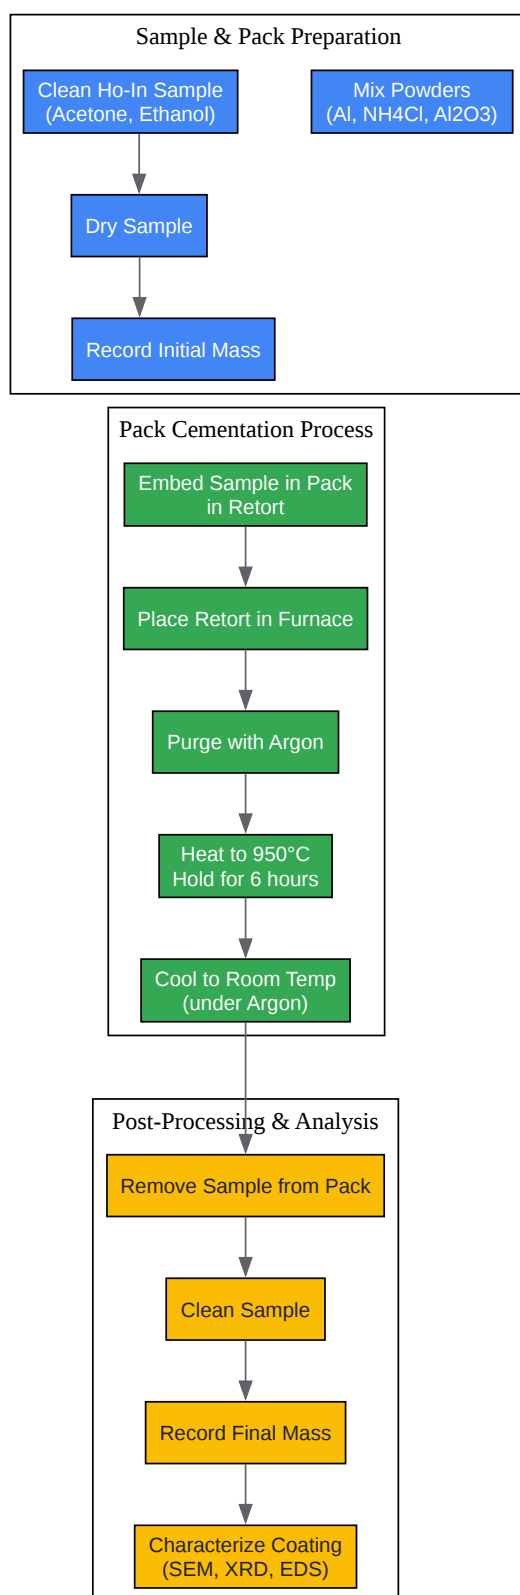 Sample & Pack Preparation
Clean Ho-In Sample
(Acetone, Ethanol)
Mix Powders
(Al, NH4Cl, Al2O3)
Dry Sample
Record Initial Mass
Pack Cementation Process
Embed Sample in Pack
in Retort
Place Retort in Furnace
Purge with Argon
Heat to 950°C
Hold for 6 hours
Cool to Room Temp
(under Argon)
Post-Processing & Analysis
Remove Sample from Pack
Clean Sample
Record Final Mass
Characterize Coating
(SEM, XRD, EDS)